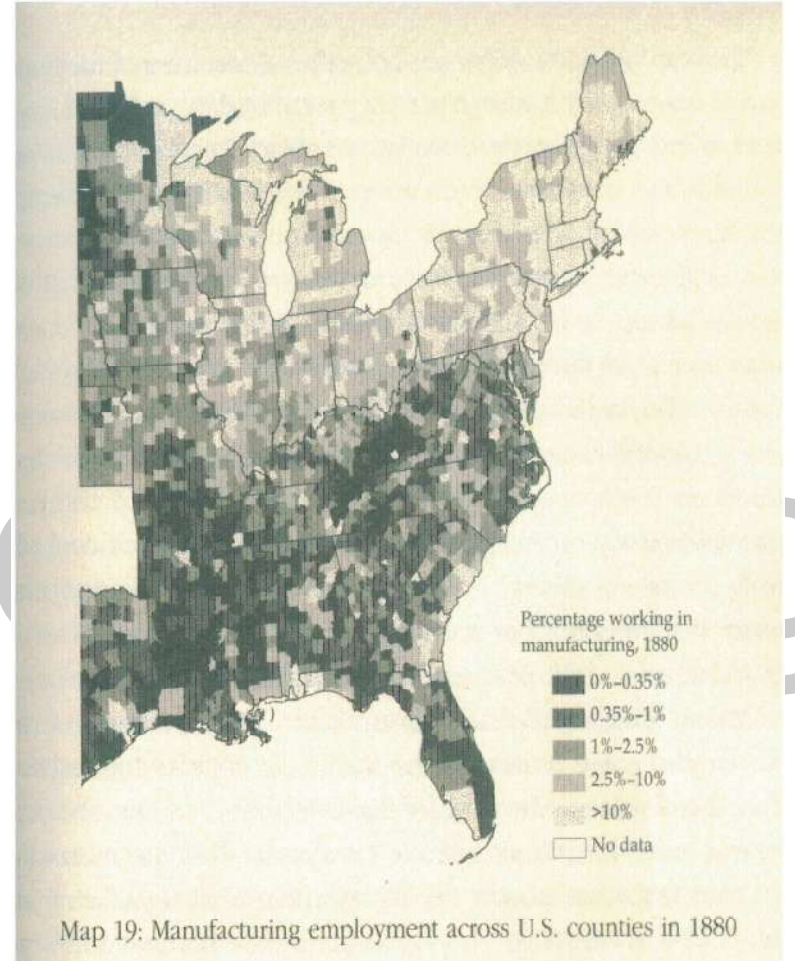 Percentage working in
manufacturing, 1880
0%–0.35%
0.35%–1%
1%–2.5%
2.5%–10%
>10%
No data
Map 19: Manufacturing employment across U.S. counties in 1880